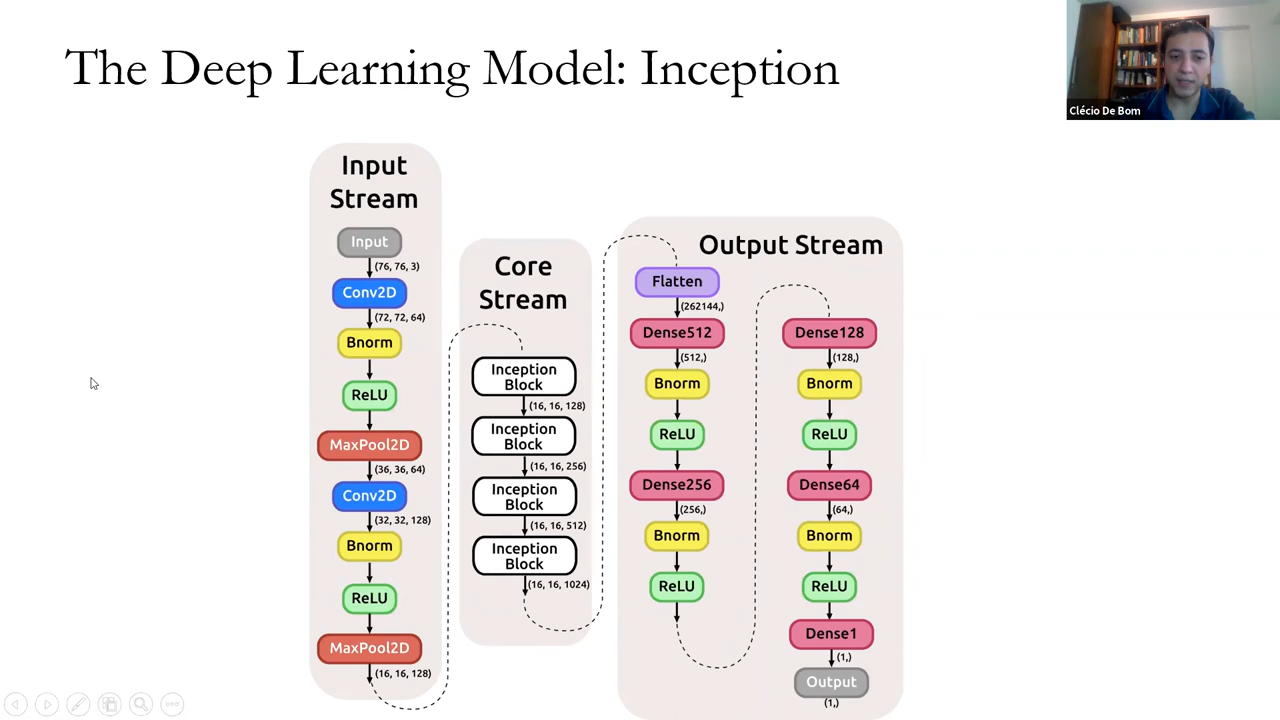 The Deep Learning Model: Inception
Clécio De Bom
Input
Stream
Input
(76, 76, 3)
Conv2D
(72, 72, 64)
Bnorm
ReLU
MaxPool2D
(36, 36, 64)
Conv2D
(32, 32, 128)
Bnorm
ReLU
MaxPool2D
(16, 16, 128)
Core
Stream
Inception
Block
(16, 16, 128)
Inception
Block
(16, 16, 256)
Inception
Block
(16, 16, 512)
Inception
Block
(16, 16, 1024)
Output Stream
Flatten
(262144,)
Dense512
(512,)
Bnorm
ReLU
Dense256
(256,)
Bnorm
ReLU
Dense128
(128,)
Bnorm
ReLU
Dense64
(64,)
Bnorm
ReLU
Dense1
(1,)
Output
(1,)